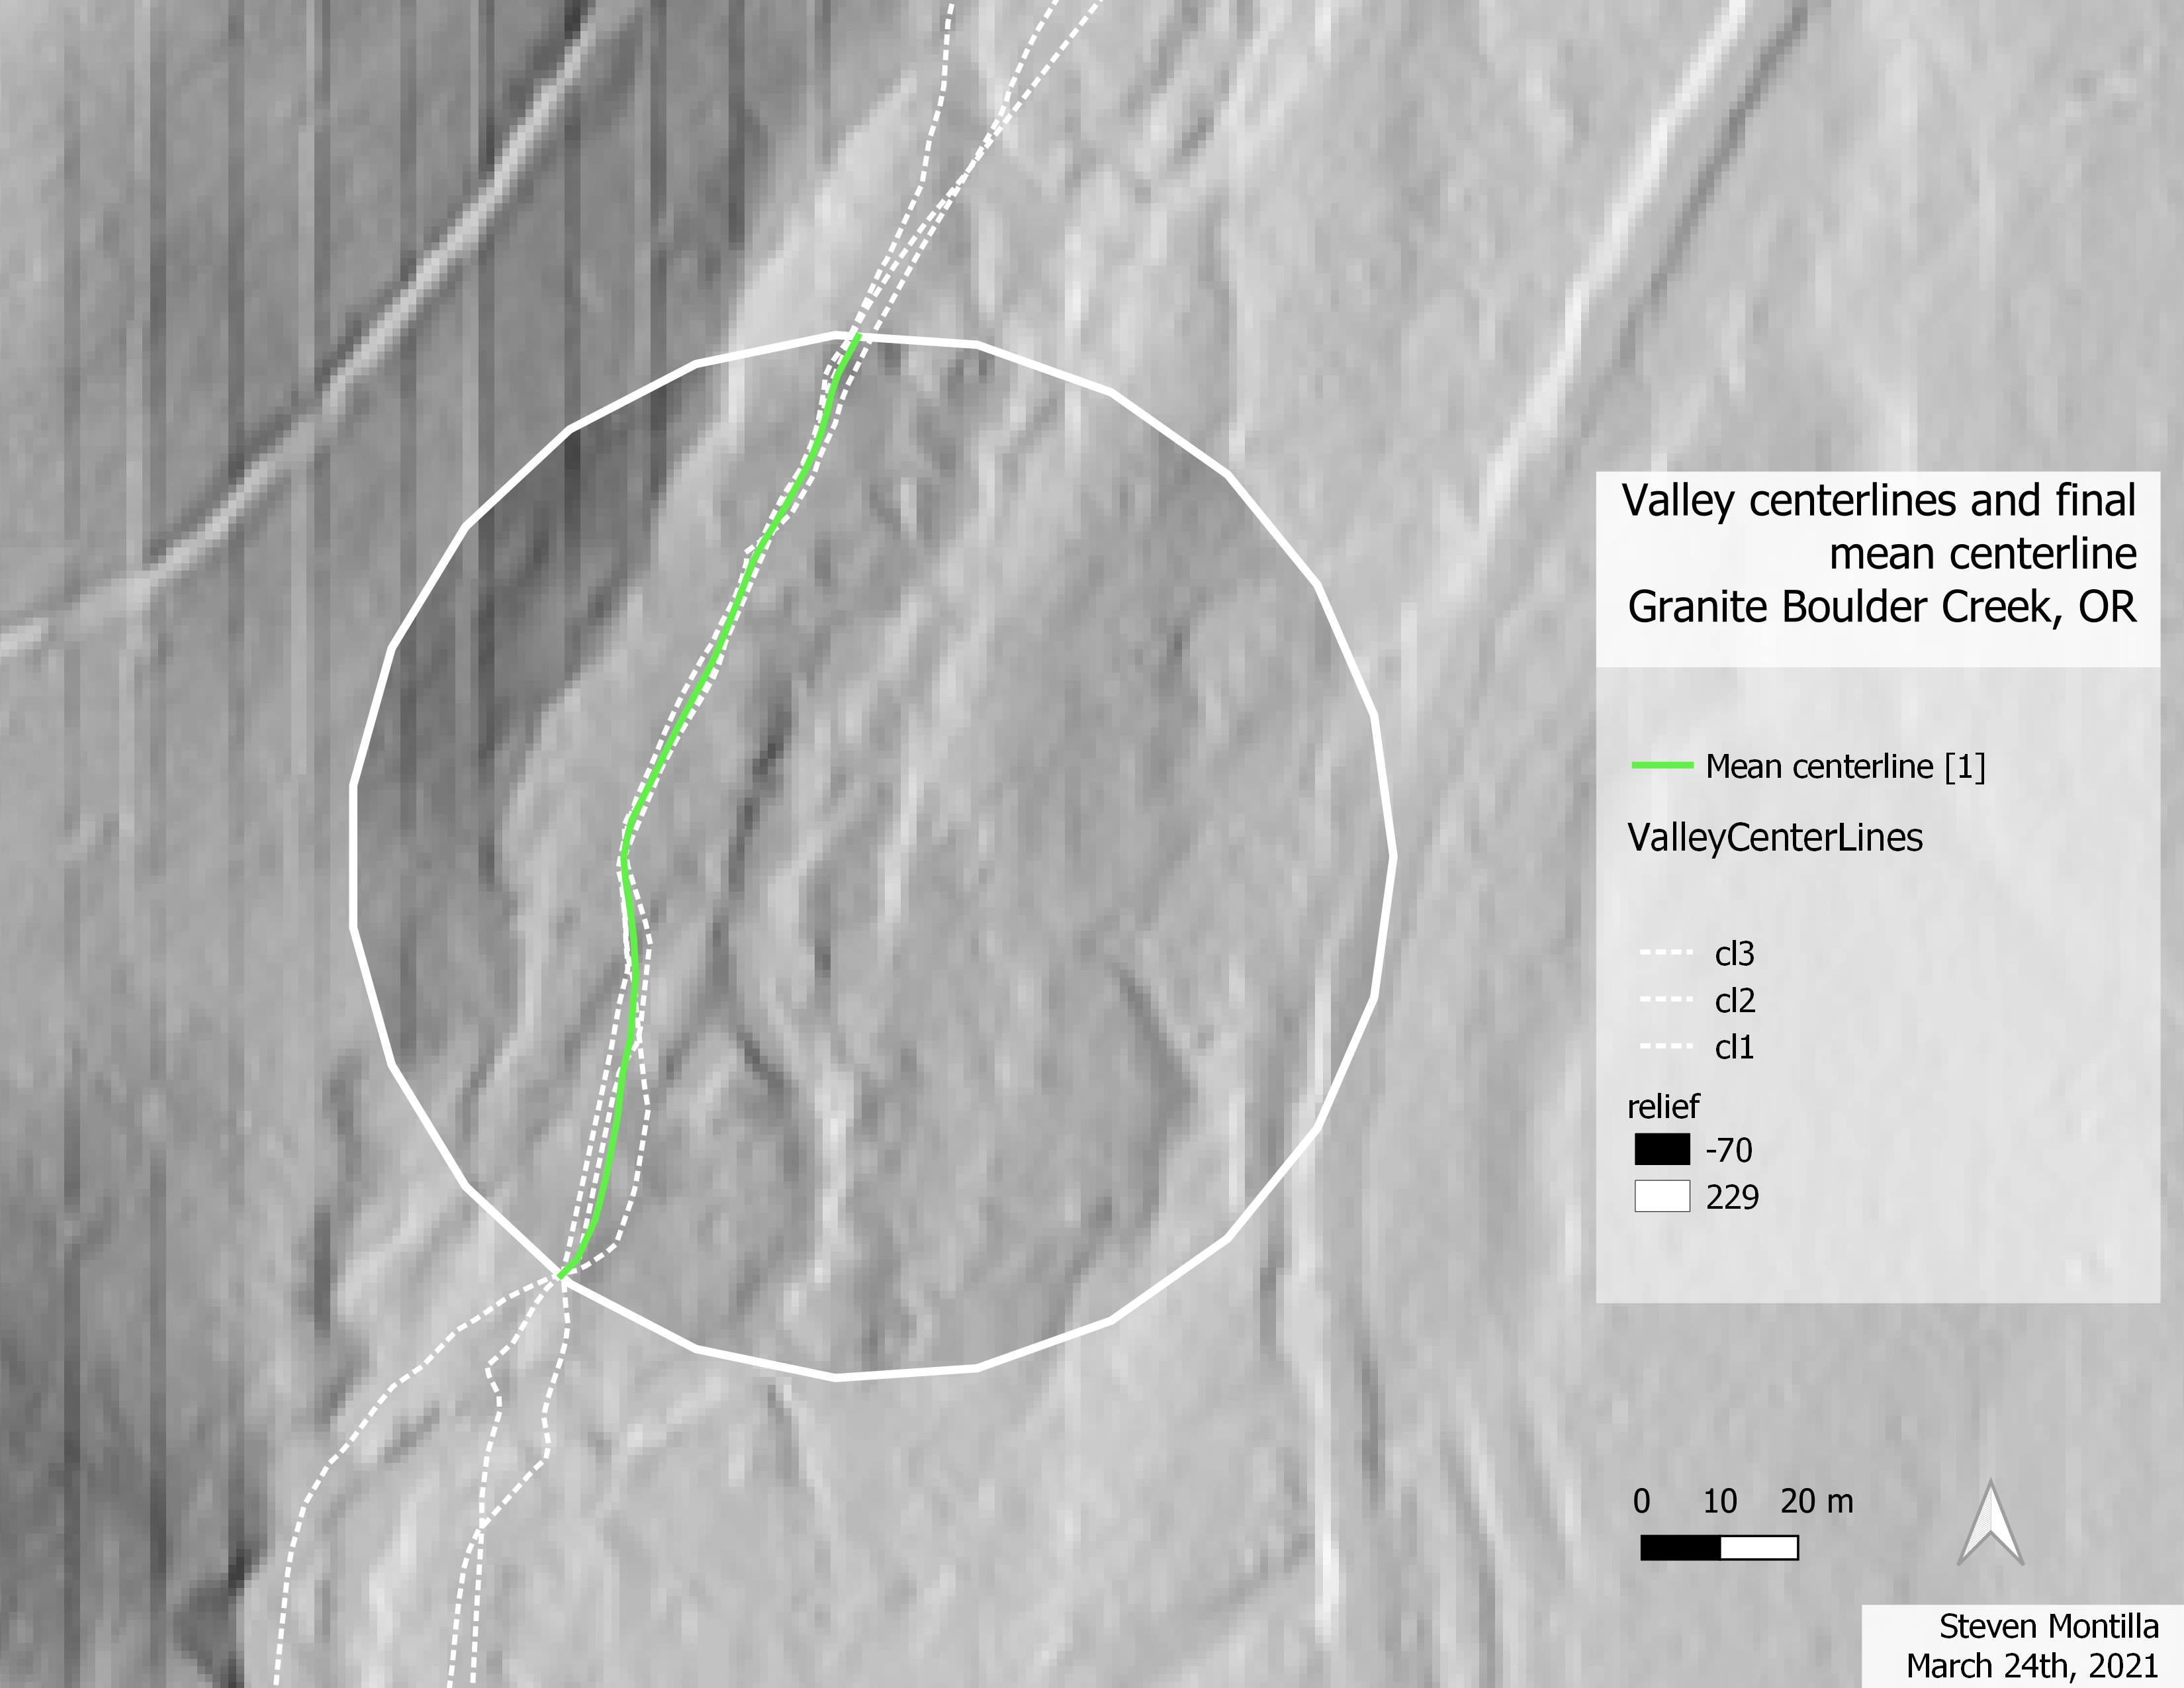 Valley centerlines and final
mean centerline
Granite Boulder Creek, OR
Mean centerline [1]
ValleyCenterLines
cl3
cl2
cl1
relief
-70
229
0 10 20 m
Steven Montilla
March 24th, 2021